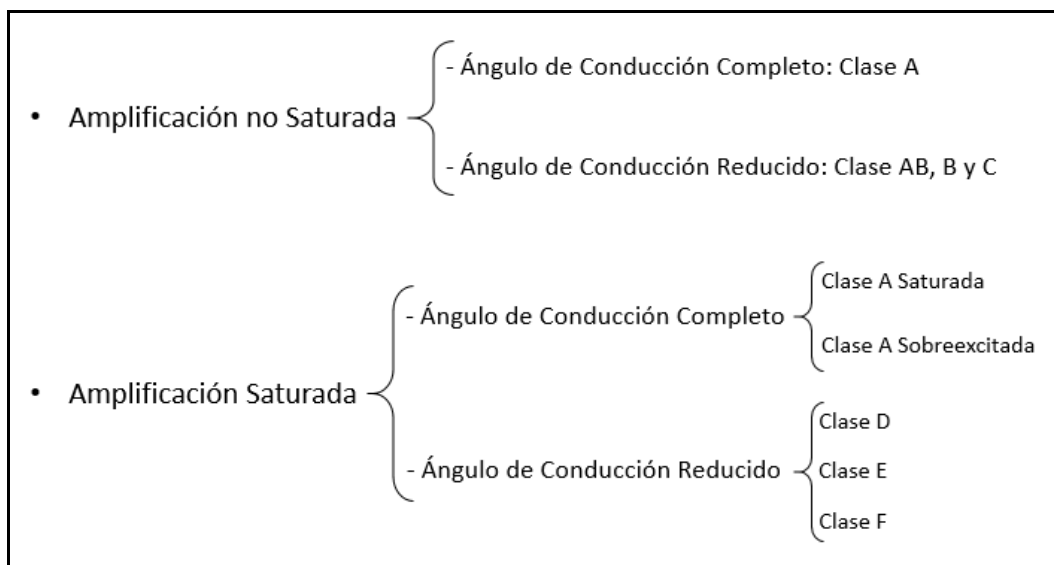 - Ángulo de Conducción Completo: Clase A
• Amplificación no Saturada
- Ángulo de Conducción Reducido: Clase AB, B y C
Clase A Saturada
- Ángulo de Conducción Completo
Clase A Sobreexcitada
• Amplificación Saturada
Clase D
- Ángulo de Conducción Reducido
Clase E
Clase F